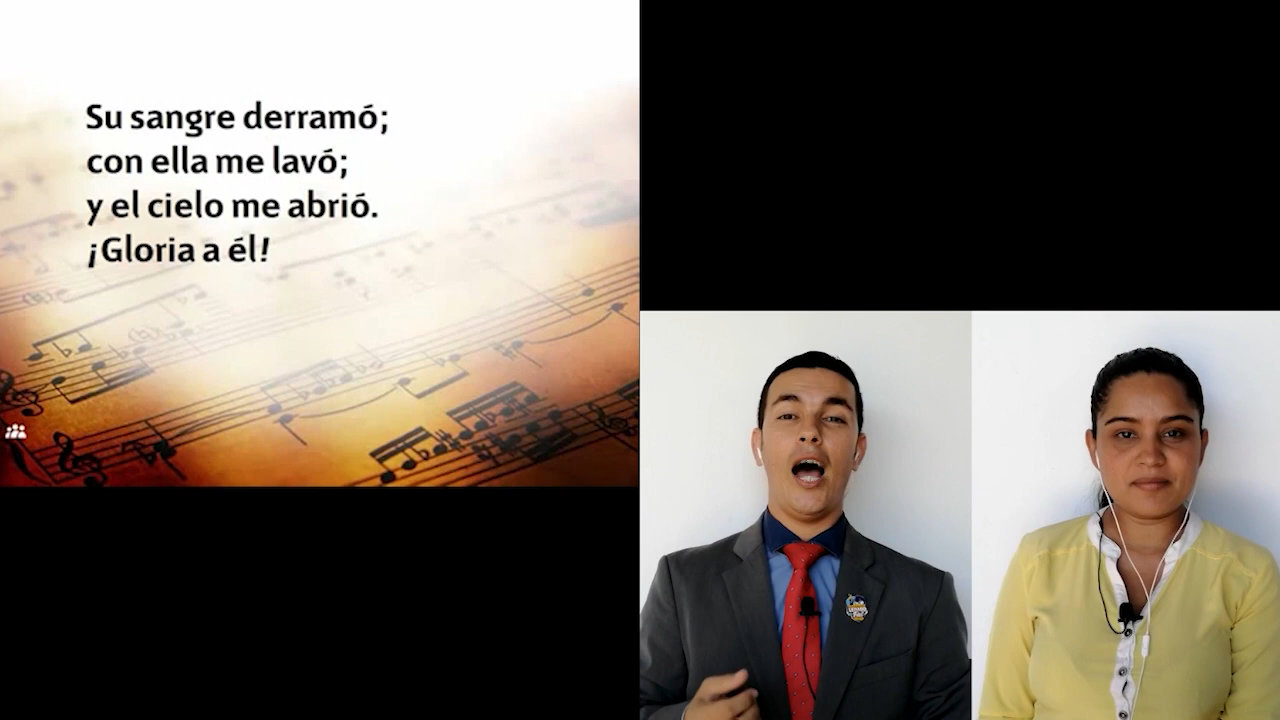 Su sangre derramó;
con ella me lavó;
y el cielo me abrió.
¡Gloria a él!